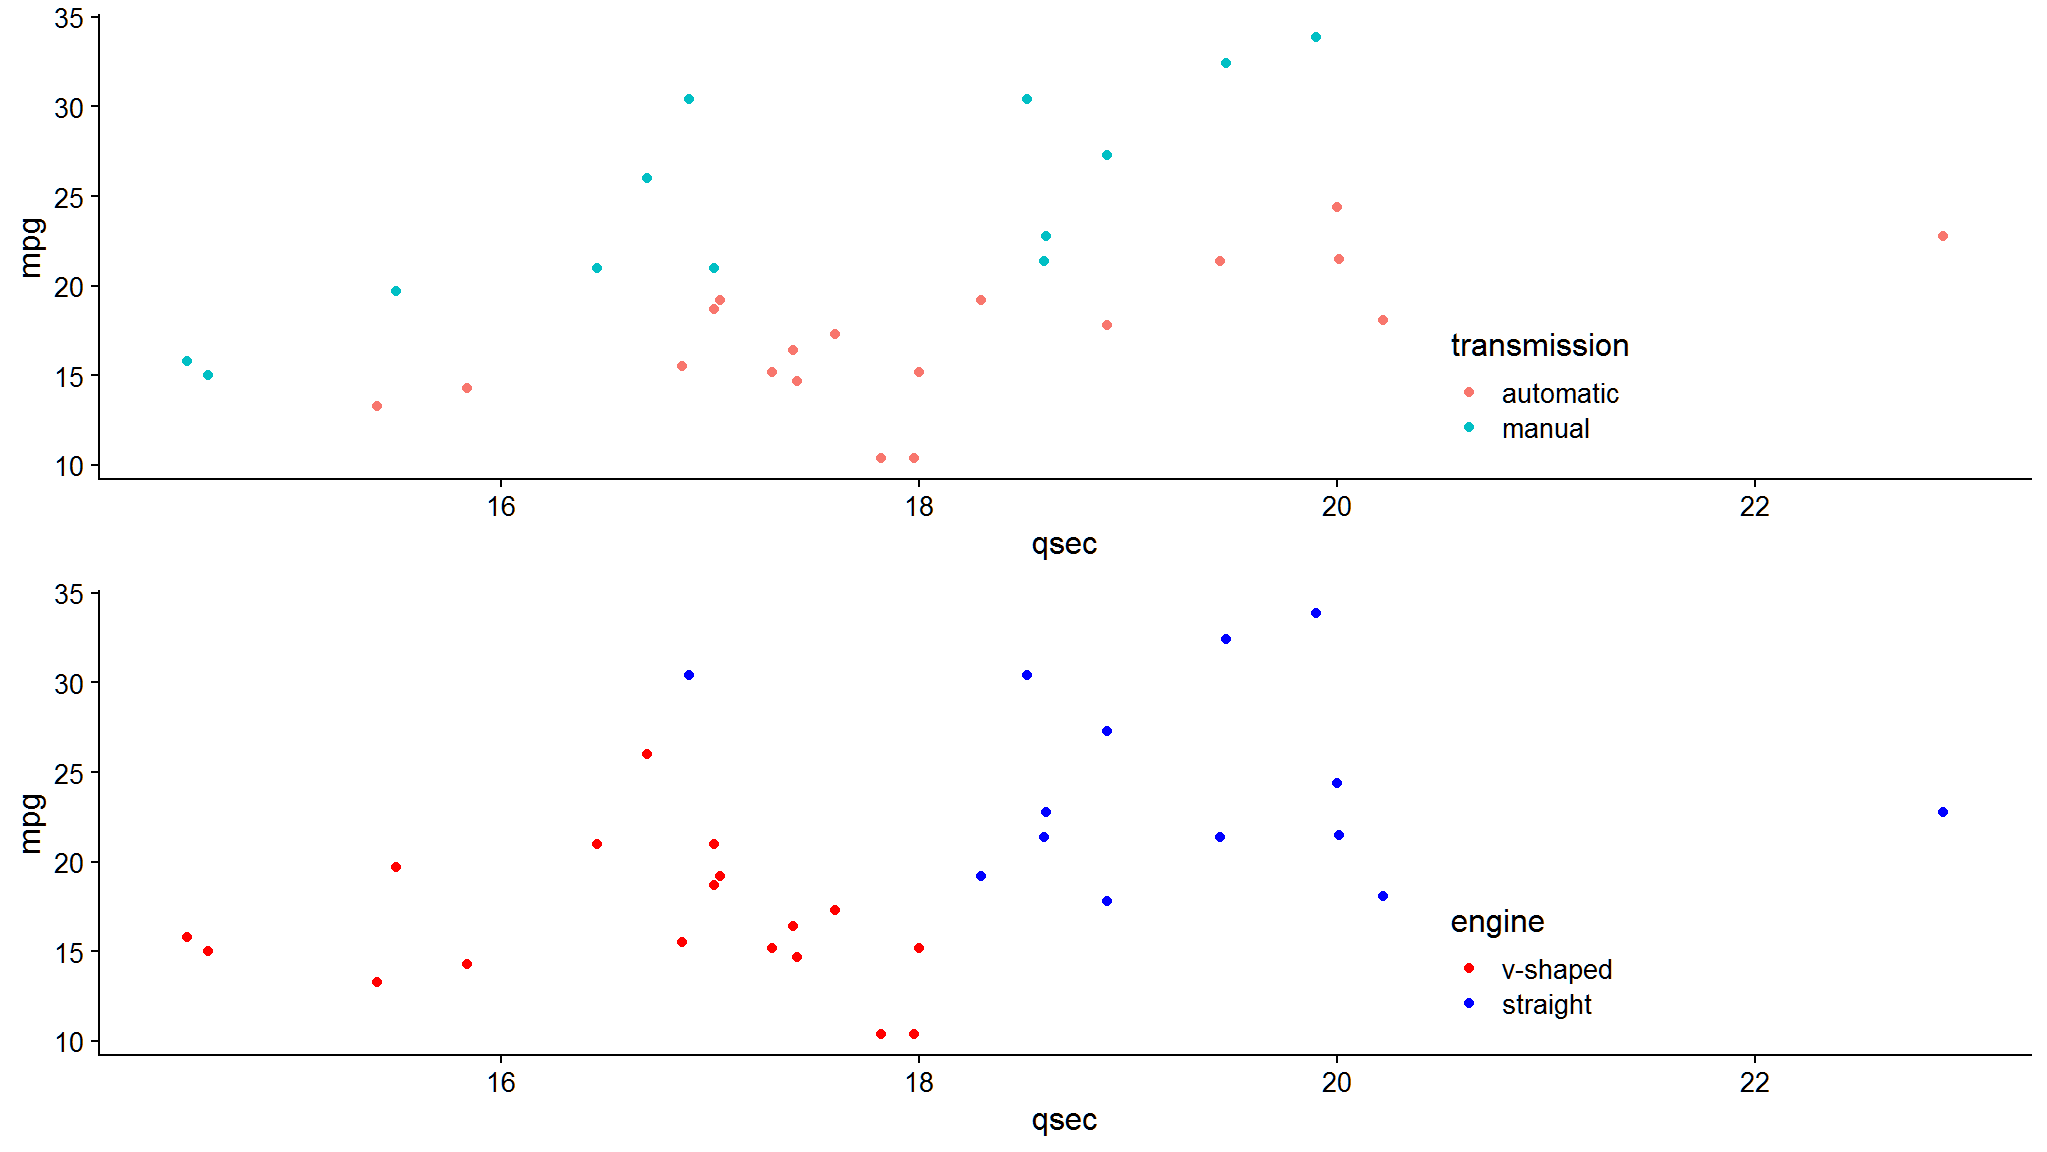 35
30
25
20
15
10
mpg
transmission
automatic
manual
16 18 20 22
qsec
35
30
25
20
15
10
mpg
engine
v-shaped
straight
16 18 20 22
qsec